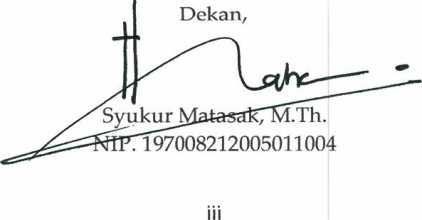 Dekan,
Syukur Matasak, M.Th.
NIP. 197008212005011004
iii